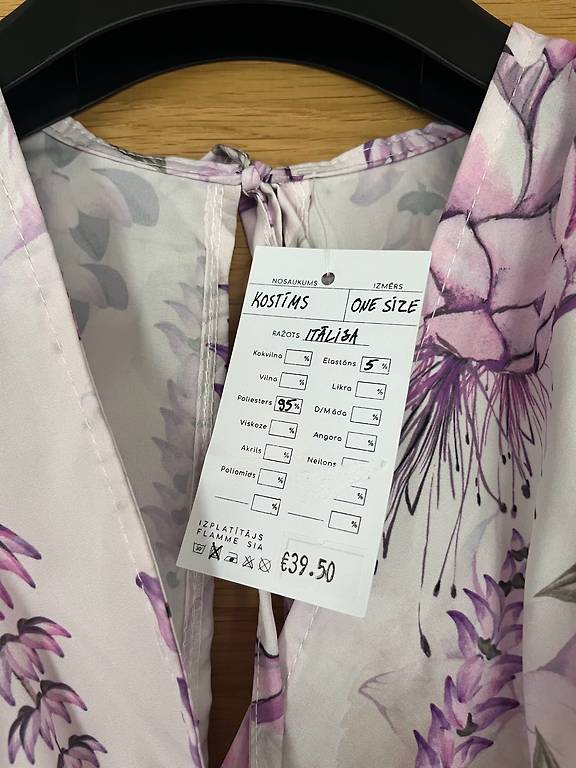 NOSAUKUMS IZMĒRS
KOSTĪMS ONE SIZE
RAŽOTS ITĀLIJA
Kokvilna % Elastāns 5 %
Vilna % Likra %
Poliesters 95 % D/Māda %
Viskoze % Angora %
Akrils % Neilons
Poliamīds % %
% %
IZPLATĪTĀJS
FLAMME SIA
30
€39.50